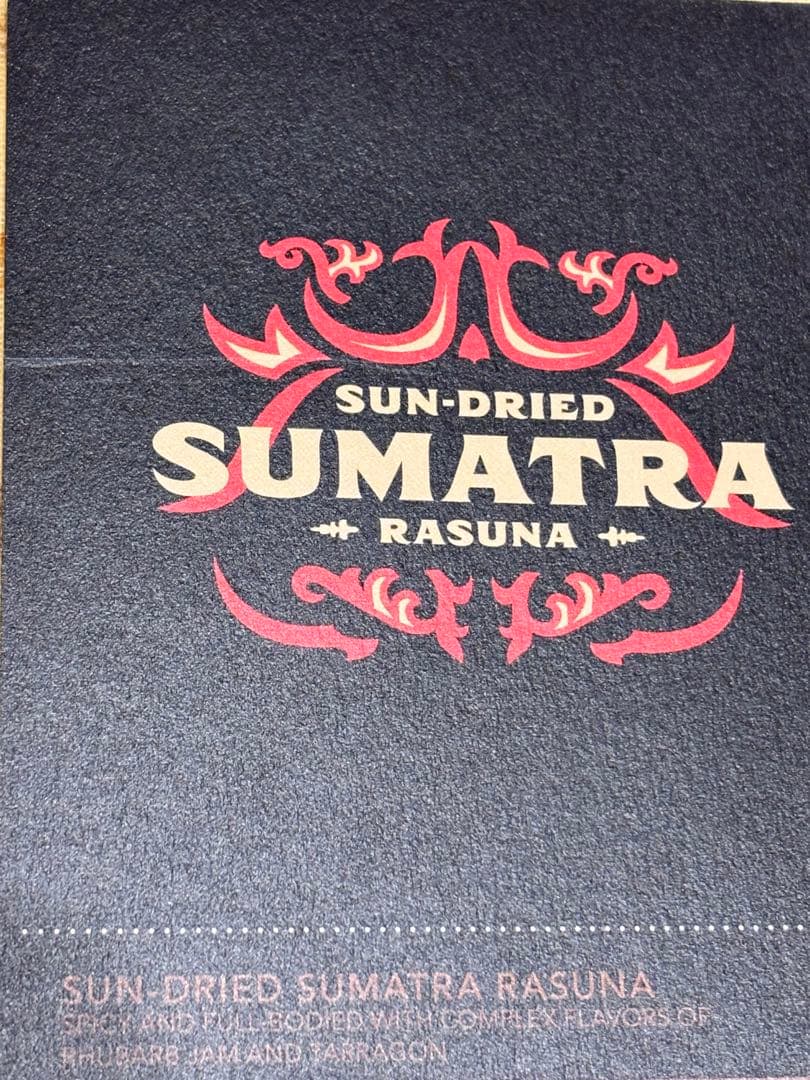 SUN-DRIED
SUMATRA
RASUNA
SUN-DRIED SUMATRA RASUNA
SPICY AND FULL-BODIED WITH COMPLEX FLAVORS OF
RHUBARB JAM AND TARRAGON